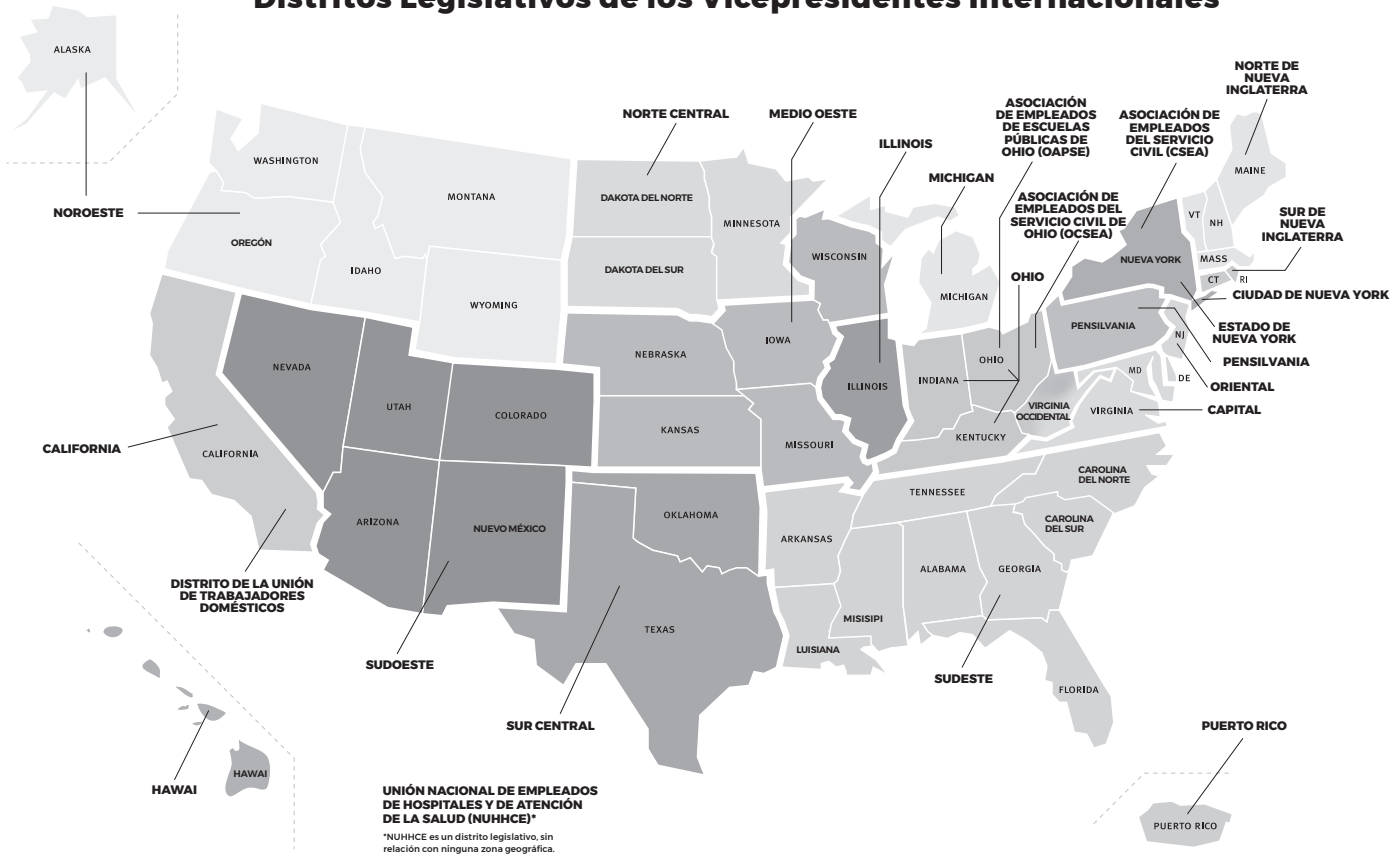 Distritos Legislativos de los Vicepresidentes Internacionales
ALASKA
NOROESTE
WASHINGTON
OREGÓN
IDAHO
MONTANA
WYOMING
NORTE CENTRAL
DAKOTA DEL NORTE
DAKOTA DEL SUR
MINNESOTA
MEDIO OESTE
WISCONSIN
IOWA
NEBRASKA
KANSAS
MISSOURI
ILLINOIS
ILLINOIS
MICHIGAN
MICHIGAN
ASOCIACIÓN
DE EMPLEADOS
DE ESCUELAS
PÚBLICAS DE
OHIO (OAPSE)
ASOCIACIÓN DE
EMPLEADOS DEL
SERVICIO CIVIL DE
OHIO (OCSEA)
OHIO
OHIO
INDIANA
KENTUCKY
VIRGINIA
OCCIDENTAL
ASOCIACIÓN DE
EMPLEADOS
DEL SERVICIO
CIVIL (CSEA)
NUEVA YORK
NORTE DE
NUEVA
INGLATERRA
MAINE
VT
NH
MASS
SUR DE
NUEVA
INGLATERRA
CT
RI
CIUDAD DE NUEVA YORK
ESTADO DE
NUEVA YORK
PENSILVANIA
PENSILVANIA
NJ
ORIENTAL
MD
DE
CAPITAL
VIRGINIA
CALIFORNIA
CALIFORNIA
DISTRITO DE LA UNIÓN
DE TRABAJADORES
DOMÉSTICOS
NEVADA
UTAH
COLORADO
ARIZONA
NUEVO MÉXICO
SUDOESTE
OKLAHOMA
TEXAS
SUR CENTRAL
ARKANSAS
LUISIANA
MISISIPI
TENNESSEE
ALABAMA
GEORGIA
CAROLINA
DEL NORTE
CAROLINA
DEL SUR
FLORIDA
SUDESTE
HAWAI
HAWAI
PUERTO RICO
PUERTO RICO
UNIÓN NACIONAL DE EMPLEADOS
DE HOSPITALES Y DE ATENCIÓN
DE LA SALUD (NUHHCE)*
*NUHHCE es un distrito legislativo, sin
relación con ninguna zona geográfica.